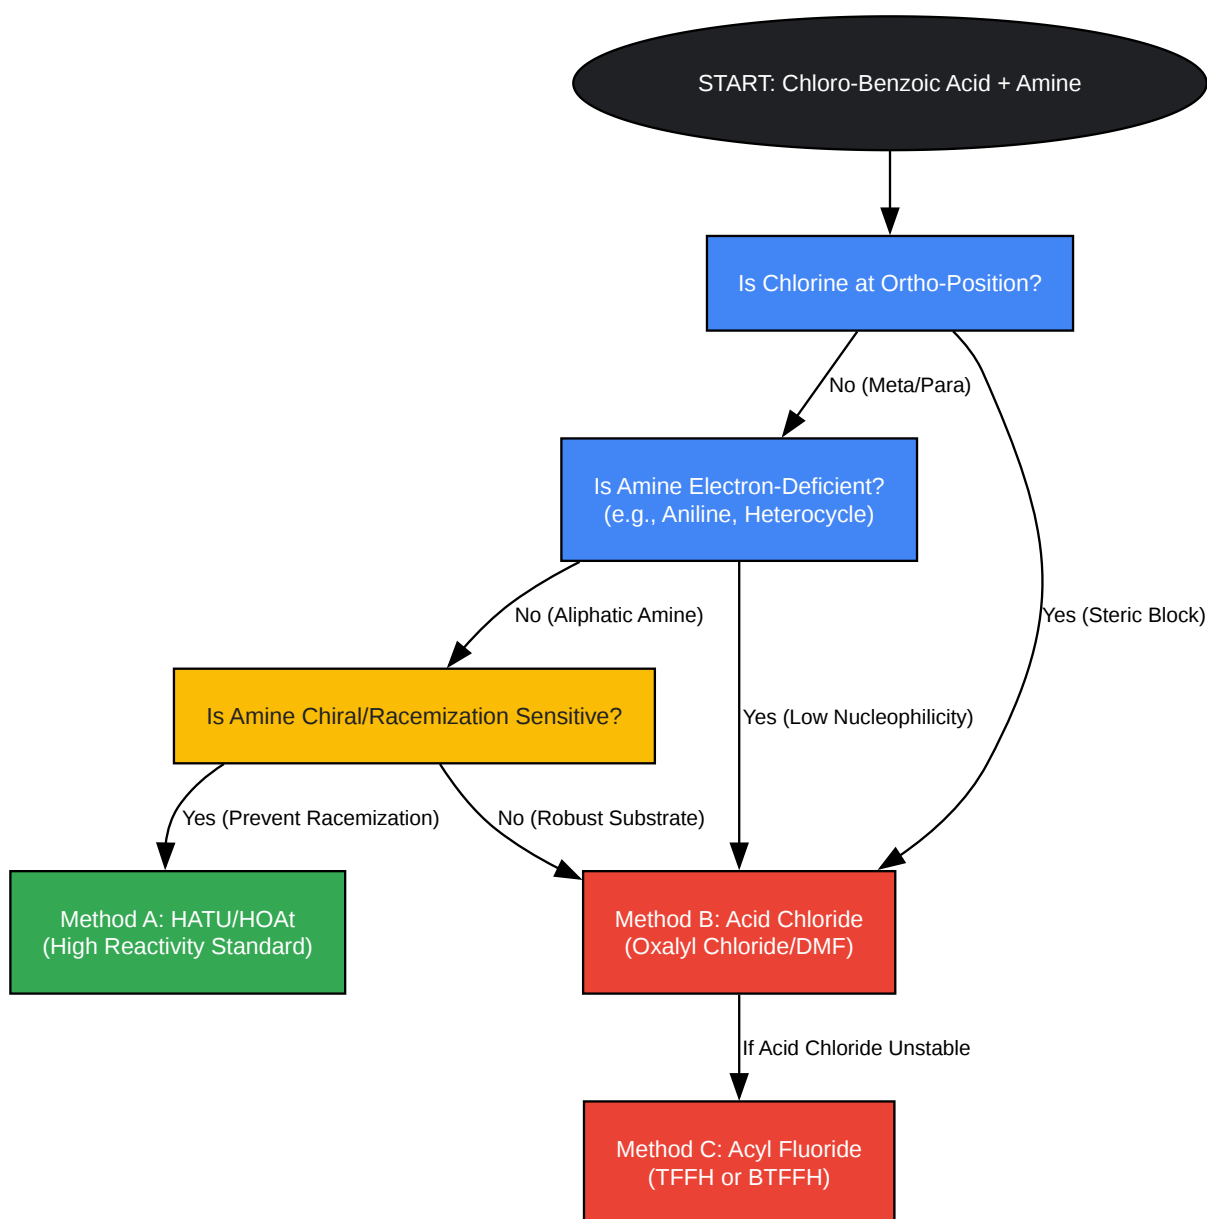 START: Chloro-Benzoic Acid + Amine
Is Chlorine at Ortho-Position?
No (Meta/Para)
Is Amine Electron-Deficient?
(e.g., Aniline, Heterocycle)
No (Aliphatic Amine)
Yes (Steric Block)
Is Amine Chiral/Racemization Sensitive?
Yes (Low Nucleophilicity)
Yes (Prevent Racemization)
No (Robust Substrate)
Method A: HATU/HOAt
(High Reactivity Standard)
Method B: Acid Chloride
(Oxalyl Chloride/DMF)
If Acid Chloride Unstable
Method C: Acyl Fluoride
(TFFH or BTFFH)